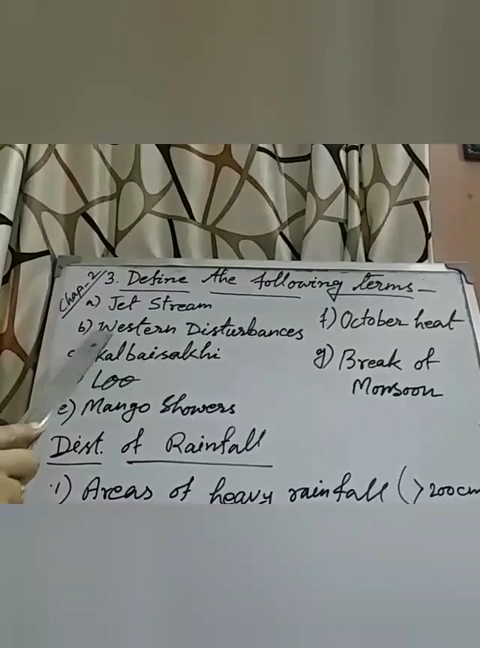 Chap. 2
3. Define the following terms -
a) Jet Stream
b) Western Disturbances
c) Kalbaisakhi
Loo
e) Mango Showers
f) October heat
g) Break of
Monsoon
Dist. of Rainfall
1) Areas of heavy rainfall (> 200cm